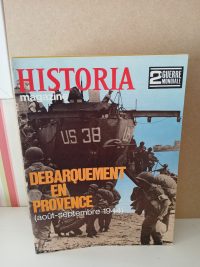 HISTORIA
magazine
2e GUERRE
MONDIALE
US 38
DEBARQUEMENT
EN
PROVENCE
(août-septembre 1944)